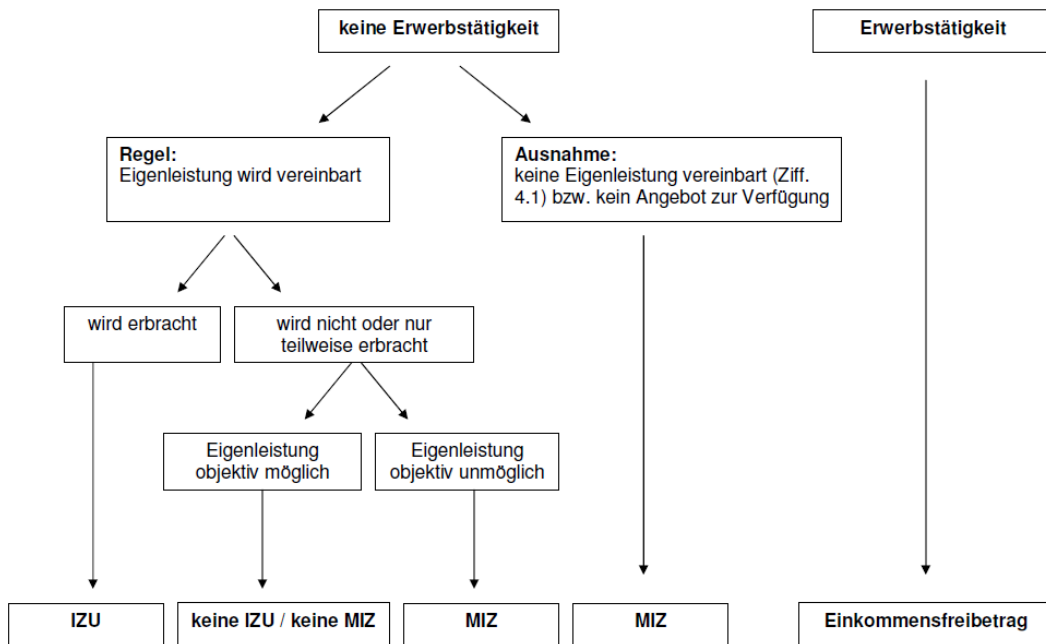 keine Erwerbstätigkeit
Erwerbstätigkeit
Regel:
Eigenleistung wird vereinbart
Ausnahme:
keine Eigenleistung vereinbart (Ziff.
4.1) bzw. kein Angebot zur Verfügung
wird erbracht
wird nicht oder nur
teilweise erbracht
Eigenleistung
objektiv möglich
Eigenleistung
objektiv unmöglich
IZU
keine IZU / keine MIZ
MIZ
MIZ
Einkommensfreibetrag